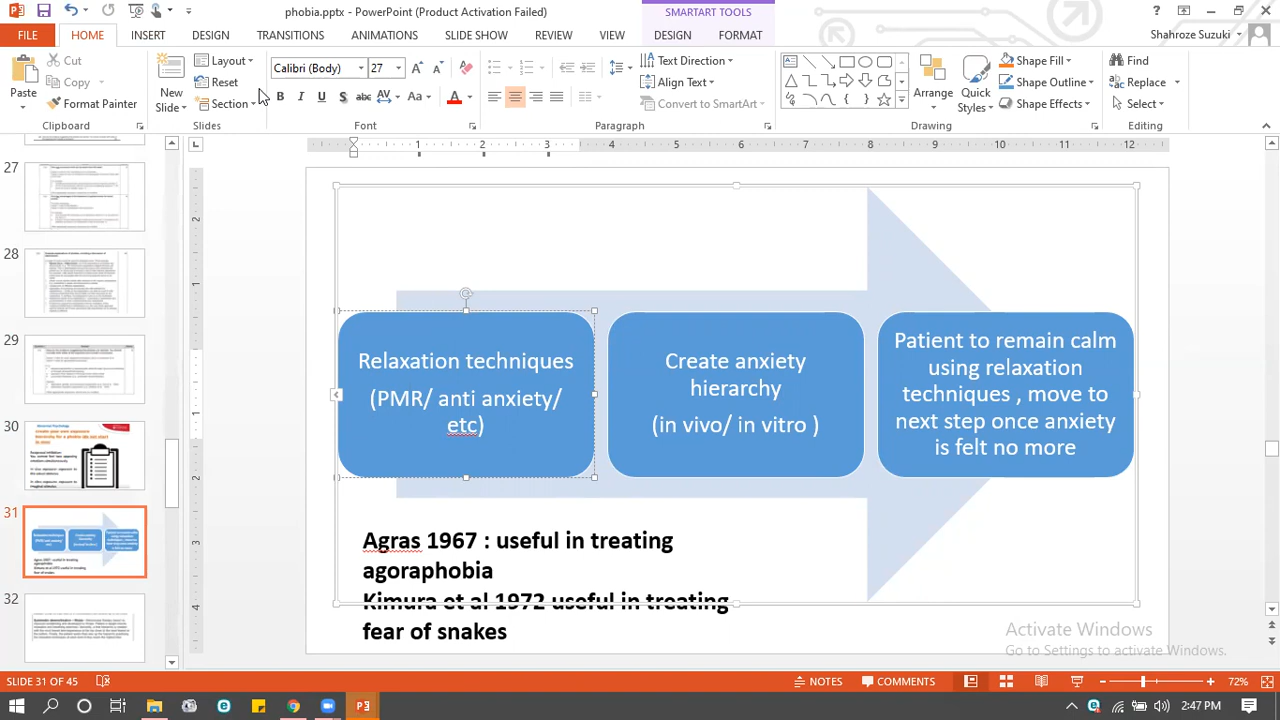 phobia.pptx - PowerPoint (Product Activation Failed)
SMARTART TOOLS
FILE HOME INSERT DESIGN TRANSITIONS ANIMATIONS SLIDE SHOW REVIEW VIEW DESIGN FORMAT Shahroze Suzuki
Paste
Cut
Copy
Format Painter
Clipboard
New
Slide
Layout
Reset
Section
Slides
Calibri (Body) 27
Font
Text Direction
Align Text
Convert to SmartArt
Paragraph
Arrange
Quick
Styles
Shape Fill
Shape Outline
Shape Effects
Drawing
Find
Replace
Select
Editing
27
28
29
30
31
32
Relaxation techniques
(PMR/ anti anxiety/
etc)
Create anxiety
hierarchy
(in vivo/ in vitro )
Patient to remain calm
using relaxation
techniques , move to
next step once anxiety
is felt no more
Agras 1967 : useful in treating
agoraphobia
Kimura et al 1972 useful in treating
fear of snakes
Activate Windows
Go to Settings to activate Windows.
SLIDE 31 OF 45
NOTES
COMMENTS
72%
2:47 PM